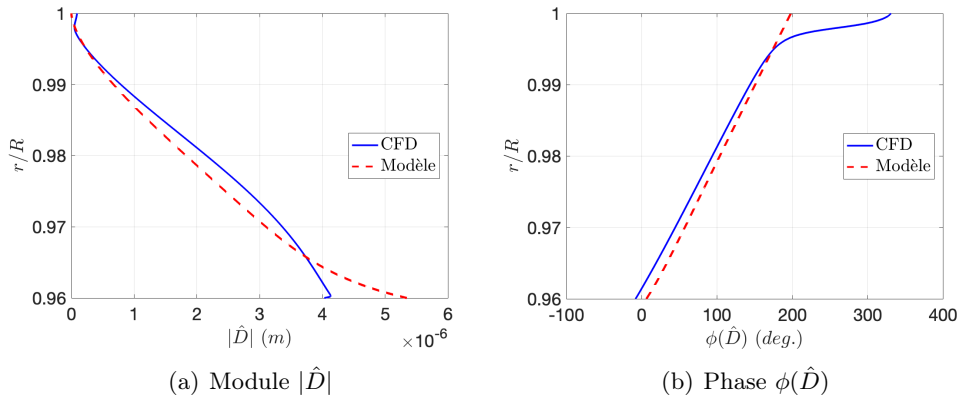 1
0.99
0.98
0.97
0.96
r/R
0 1 2 3 4 5 6
|D̂| (m)
×10⁻⁶
CFD
Modèle
(a) Module |D̂|
1
0.99
0.98
0.97
0.96
r/R
-100 0 100 200 300 400
ϕ(D̂) (deg.)
CFD
Modèle
(b) Phase ϕ(D̂)